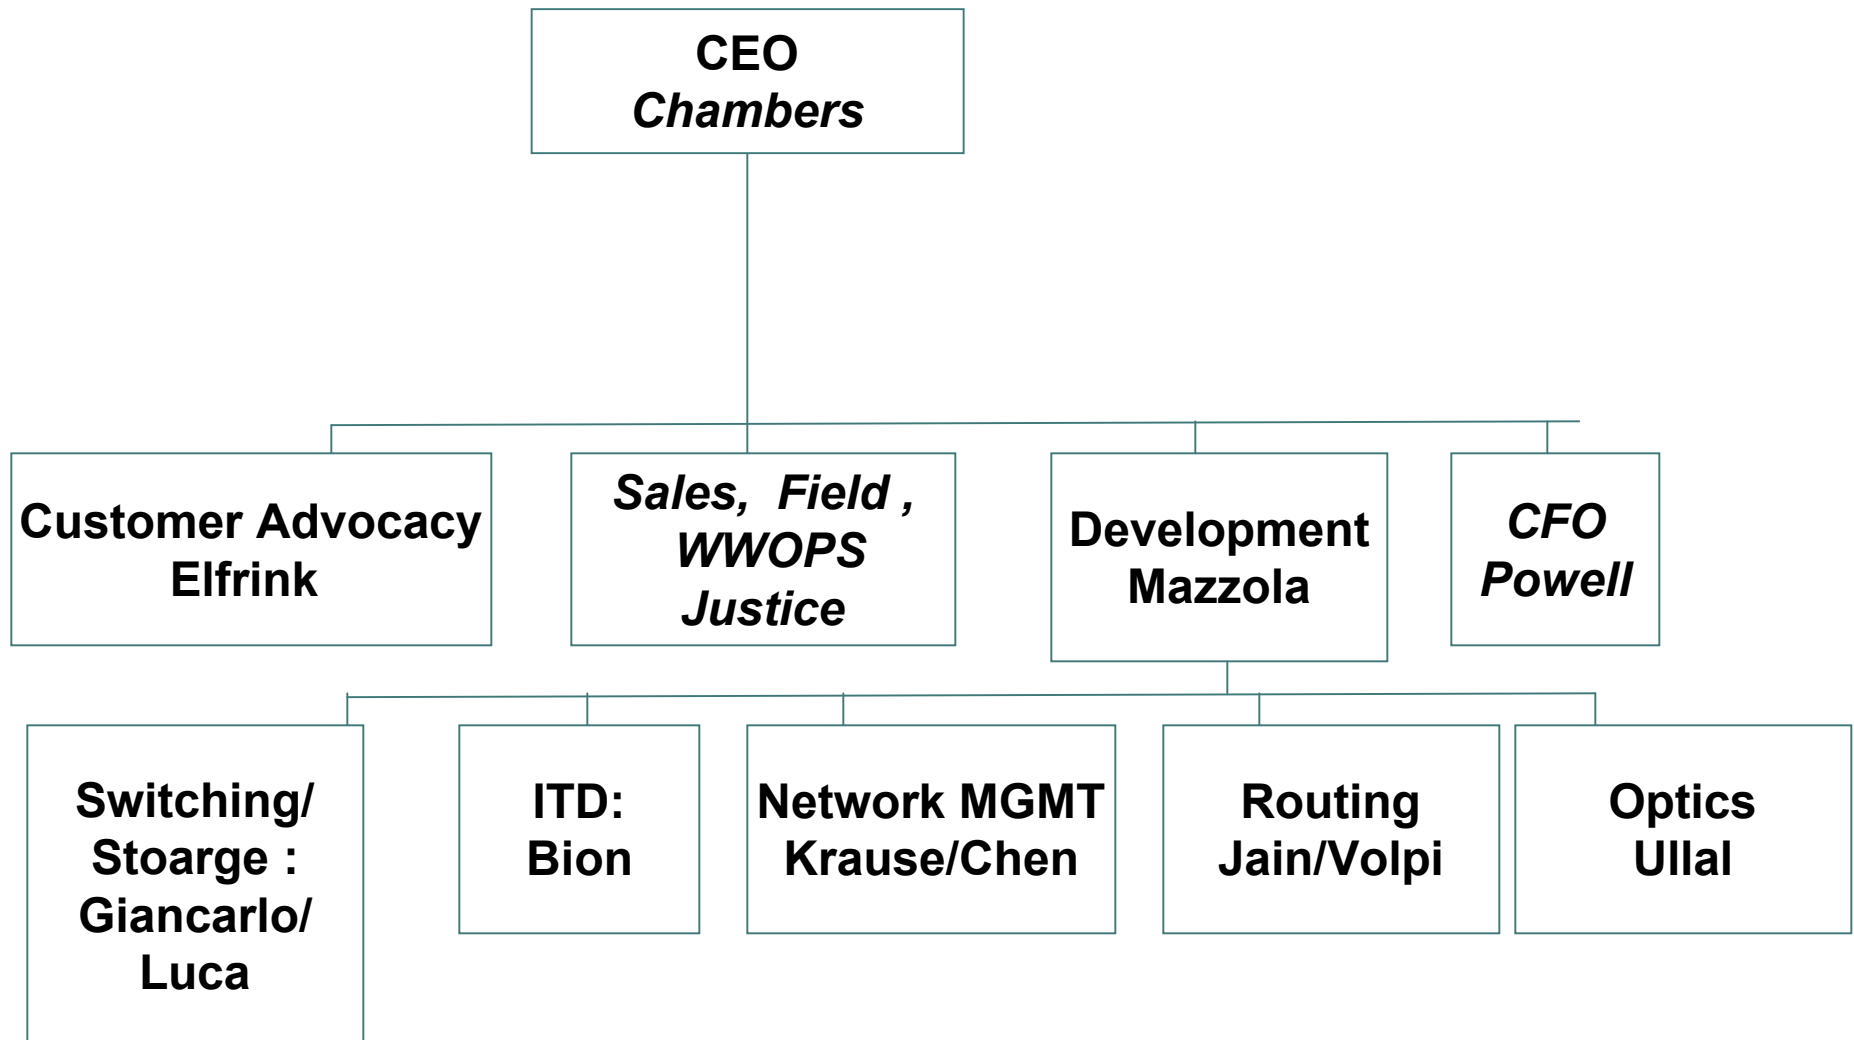 CEO
Chambers
Customer Advocacy
Elfrink
Sales, Field ,
WWOPS
Justice
Development
Mazzola
CFO
Powell
Switching/
Stoarge :
Giancarlo/
Luca
ITD:
Bion
Network MGMT
Krause/Chen
Routing
Jain/Volpi
Optics
Ullal